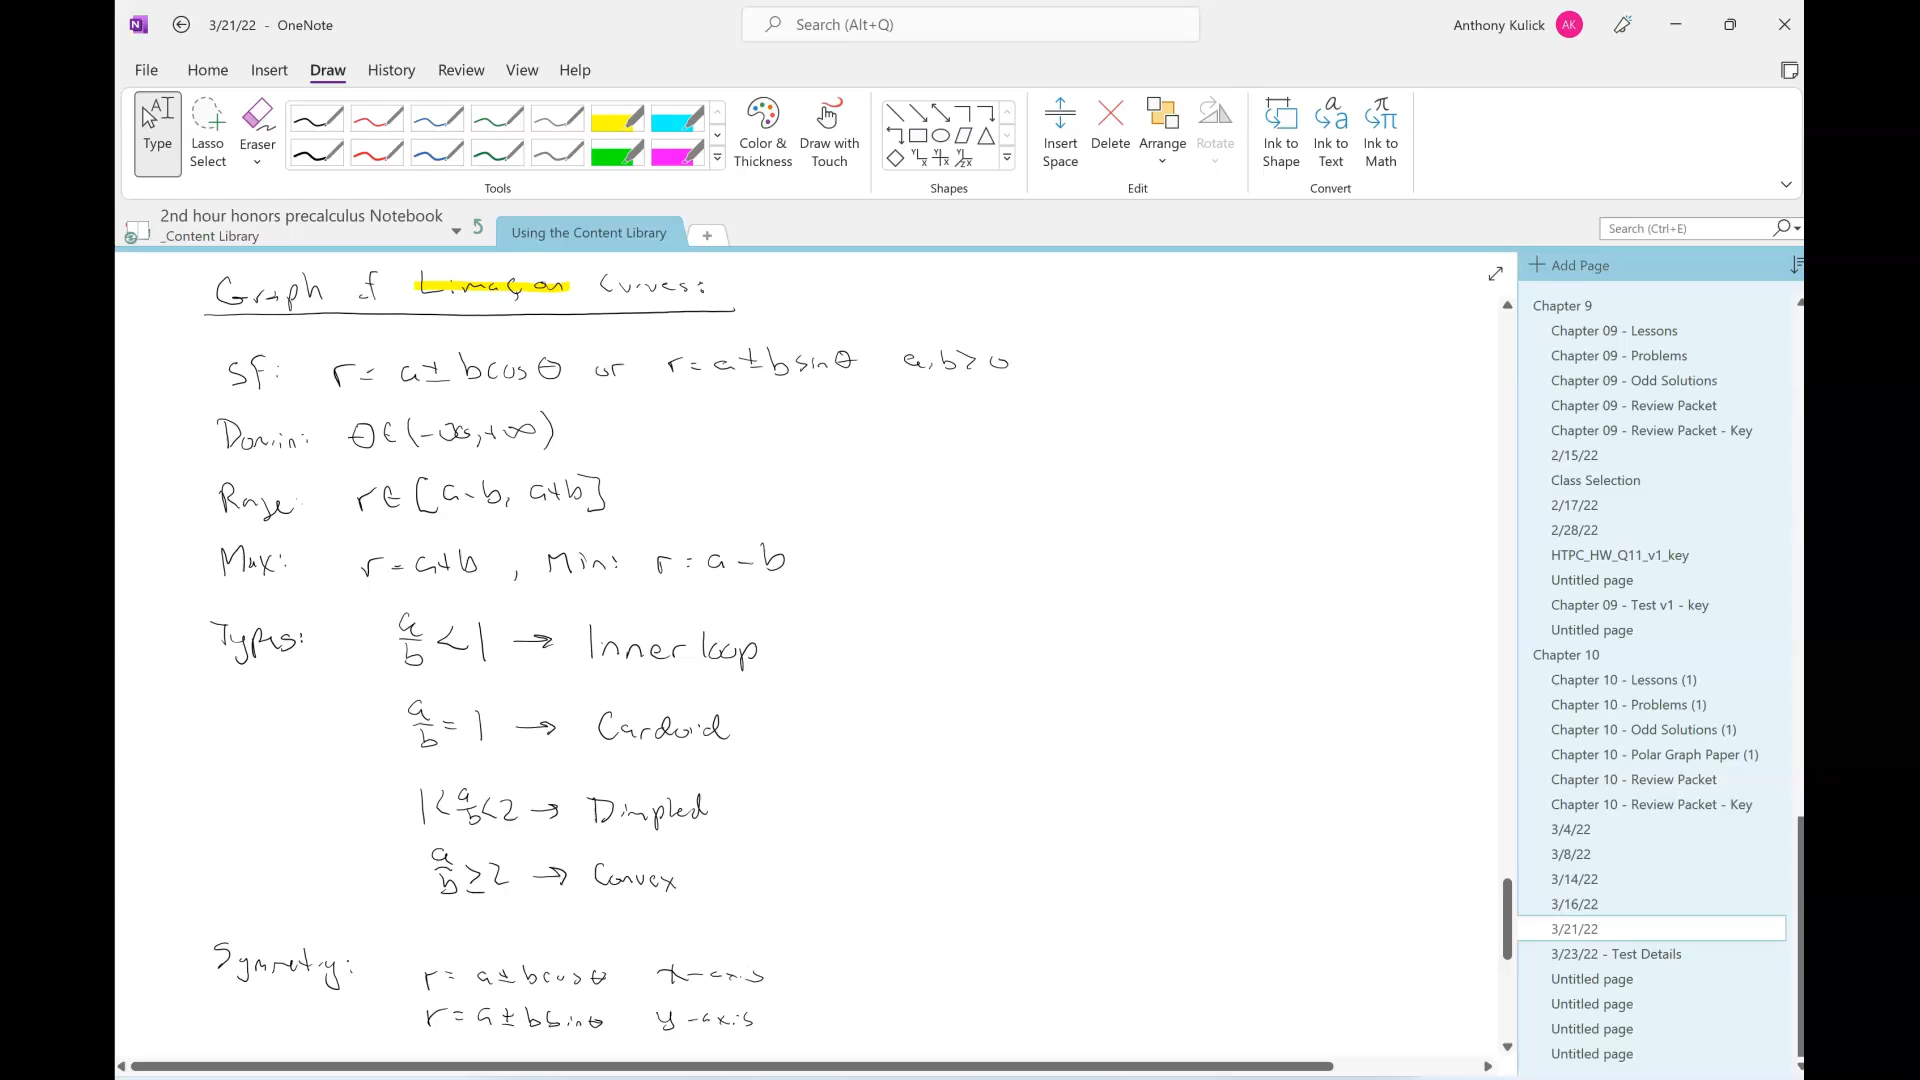 3/21/22 - OneNote
Search (Alt+Q)
Anthony Kulick AK
File Home Insert Draw History Review View Help
Type
Lasso Select
Eraser
Color & Thickness
Draw with Touch
Insert Space
Delete
Arrange
Rotate
Ink to Shape
Ink to Text
Ink to Math
Tools
Shapes
Edit
Convert
2nd hour honors precalculus Notebook
_Content Library
Using the Content Library
Search (Ctrl+E)
Graph of Limaçon Curves:
Sf: r = a ± b cos θ or r = a ± b sin θ a, b > 0
Domain: θ ∈ (-∞, +∞)
Range: r ∈ [a-b, a+b]
Max: r = a+b , Min: r = a - b
Types: a/b < 1 → Inner loop
a/b = 1 → Cardoid
1 < a/b < 2 → Dimpled
a/b ≥ 2 → Convex
Symmetry: r = a ± b cos θ x-axis
r = a ± b sin θ y-axis
Add Page
Chapter 9
Chapter 09 - Lessons
Chapter 09 - Problems
Chapter 09 - Odd Solutions
Chapter 09 - Review Packet
Chapter 09 - Review Packet - Key
2/15/22
Class Selection
2/17/22
2/28/22
HTPC_HW_Q11_v1_key
Untitled page
Chapter 09 - Test v1 - key
Untitled page
Chapter 10
Chapter 10 - Lessons (1)
Chapter 10 - Problems (1)
Chapter 10 - Odd Solutions (1)
Chapter 10 - Polar Graph Paper (1)
Chapter 10 - Review Packet
Chapter 10 - Review Packet - Key
3/4/22
3/8/22
3/14/22
3/16/22
3/21/22
3/23/22 - Test Details
Untitled page
Untitled page
Untitled page
Untitled page